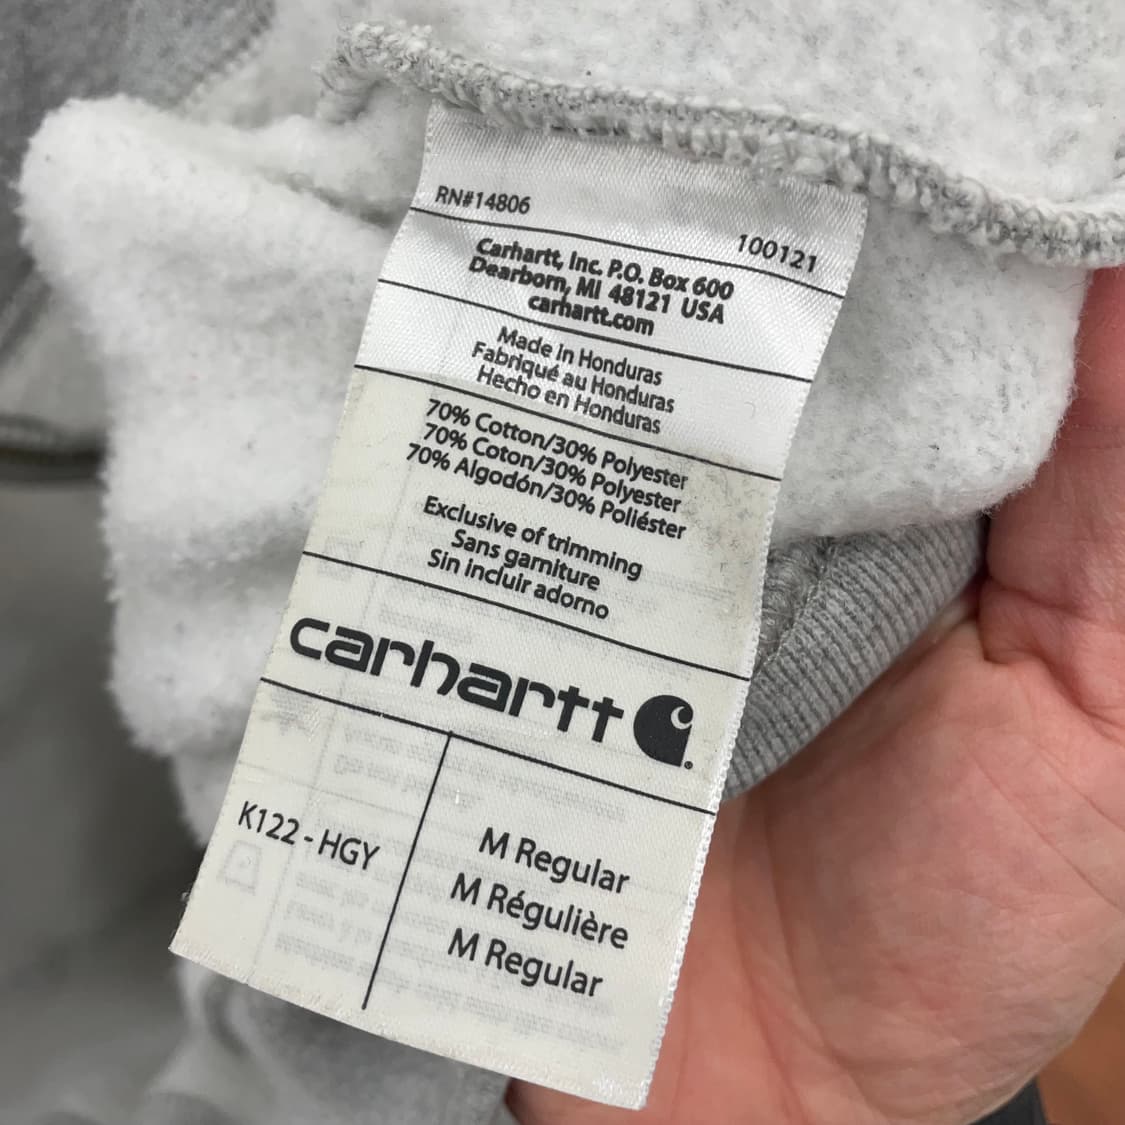 RN#14806
100121
Carhartt, Inc. P.O. Box 600
Dearborn, MI 48121 USA
carhartt.com
Made in Honduras
Fabriqué au Honduras
Hecho en Honduras
70% Cotton/30% Polyester
70% Coton/30% Polyester
70% Algodón/30% Poliéster
Exclusive of trimming
Sans garniture
Sin incluir adorno
carhartt
K122 - HGY
M Regular
M Régulière
M Regular